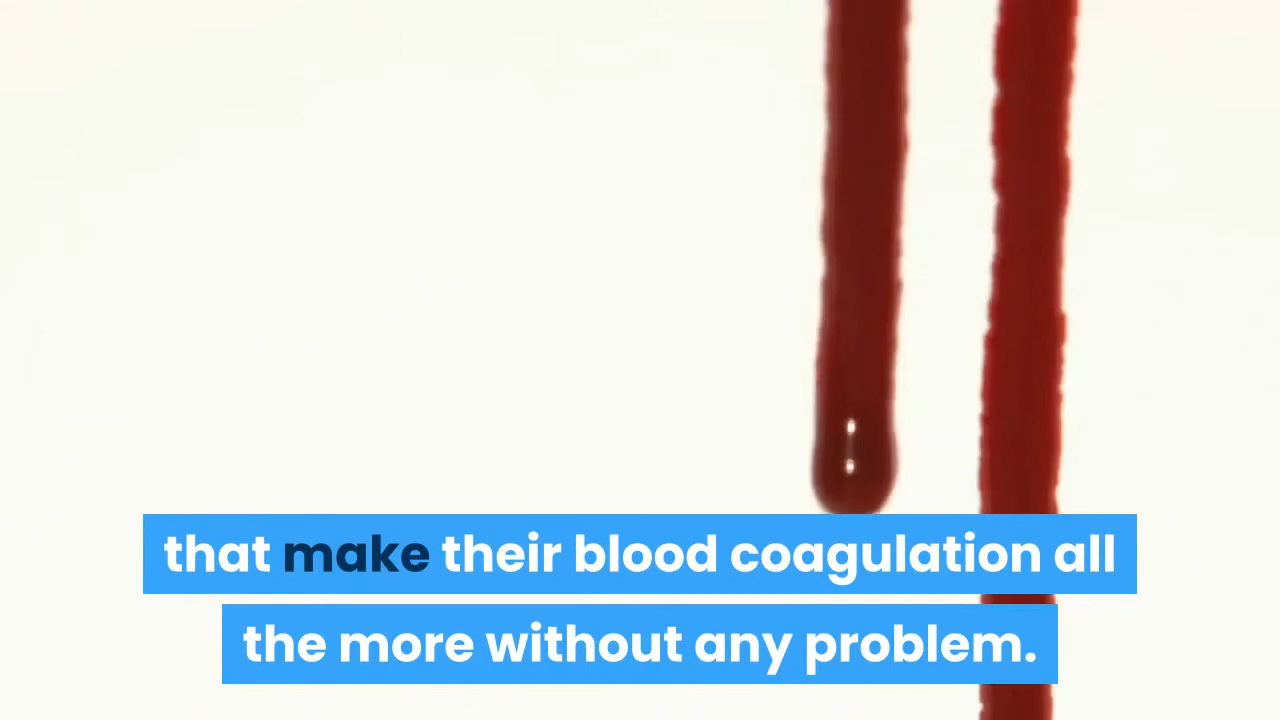 that make their blood coagulation all
the more without any problem.